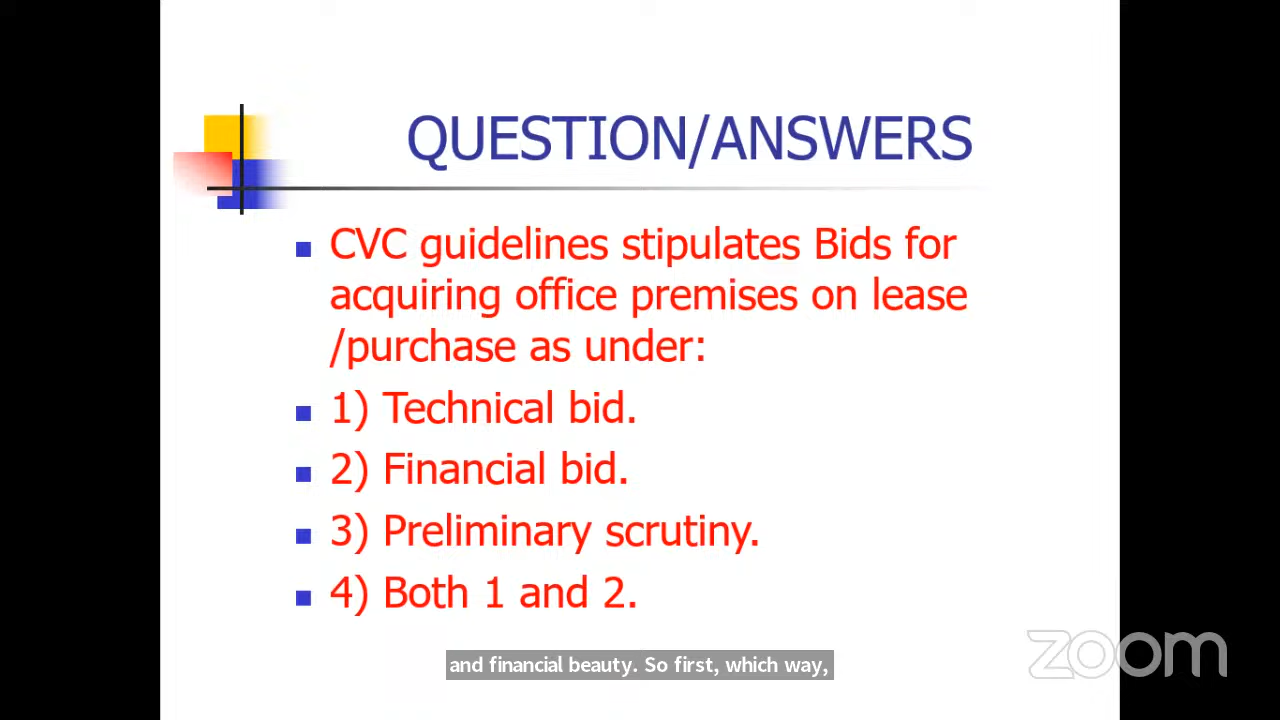 QUESTION/ANSWERS
CVC guidelines stipulates Bids for
acquiring office premises on lease
/purchase as under:
1) Technical bid.
2) Financial bid.
3) Preliminary scrutiny.
4) Both 1 and 2.
and financial beauty. So first, which way,
zoom